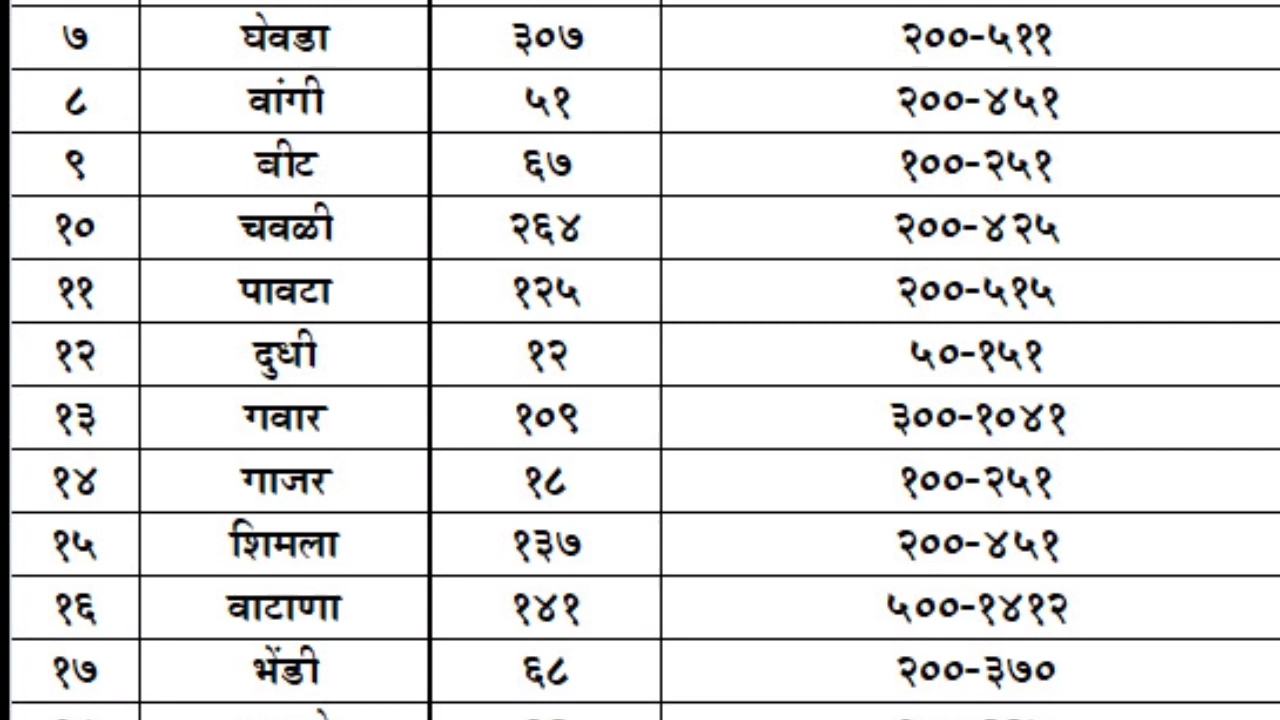 ७ घेवडा ३०७ २००-५११
८ वांगी ५१ २००-४५१
९ बीट ६७ १००-२५१
१० चवळी २६४ २००-४२५
११ पावटा १२५ २००-५१५
१२ दुधी १२ ५०-१५१
१३ गवार १०९ ३००-१०४१
१४ गाजर १८ १००-२५१
१५ शिमला १३७ २००-४५१
१६ वाटाणा १४१ ५००-१४१२
१७ भेंडी ६८ २००-३७०